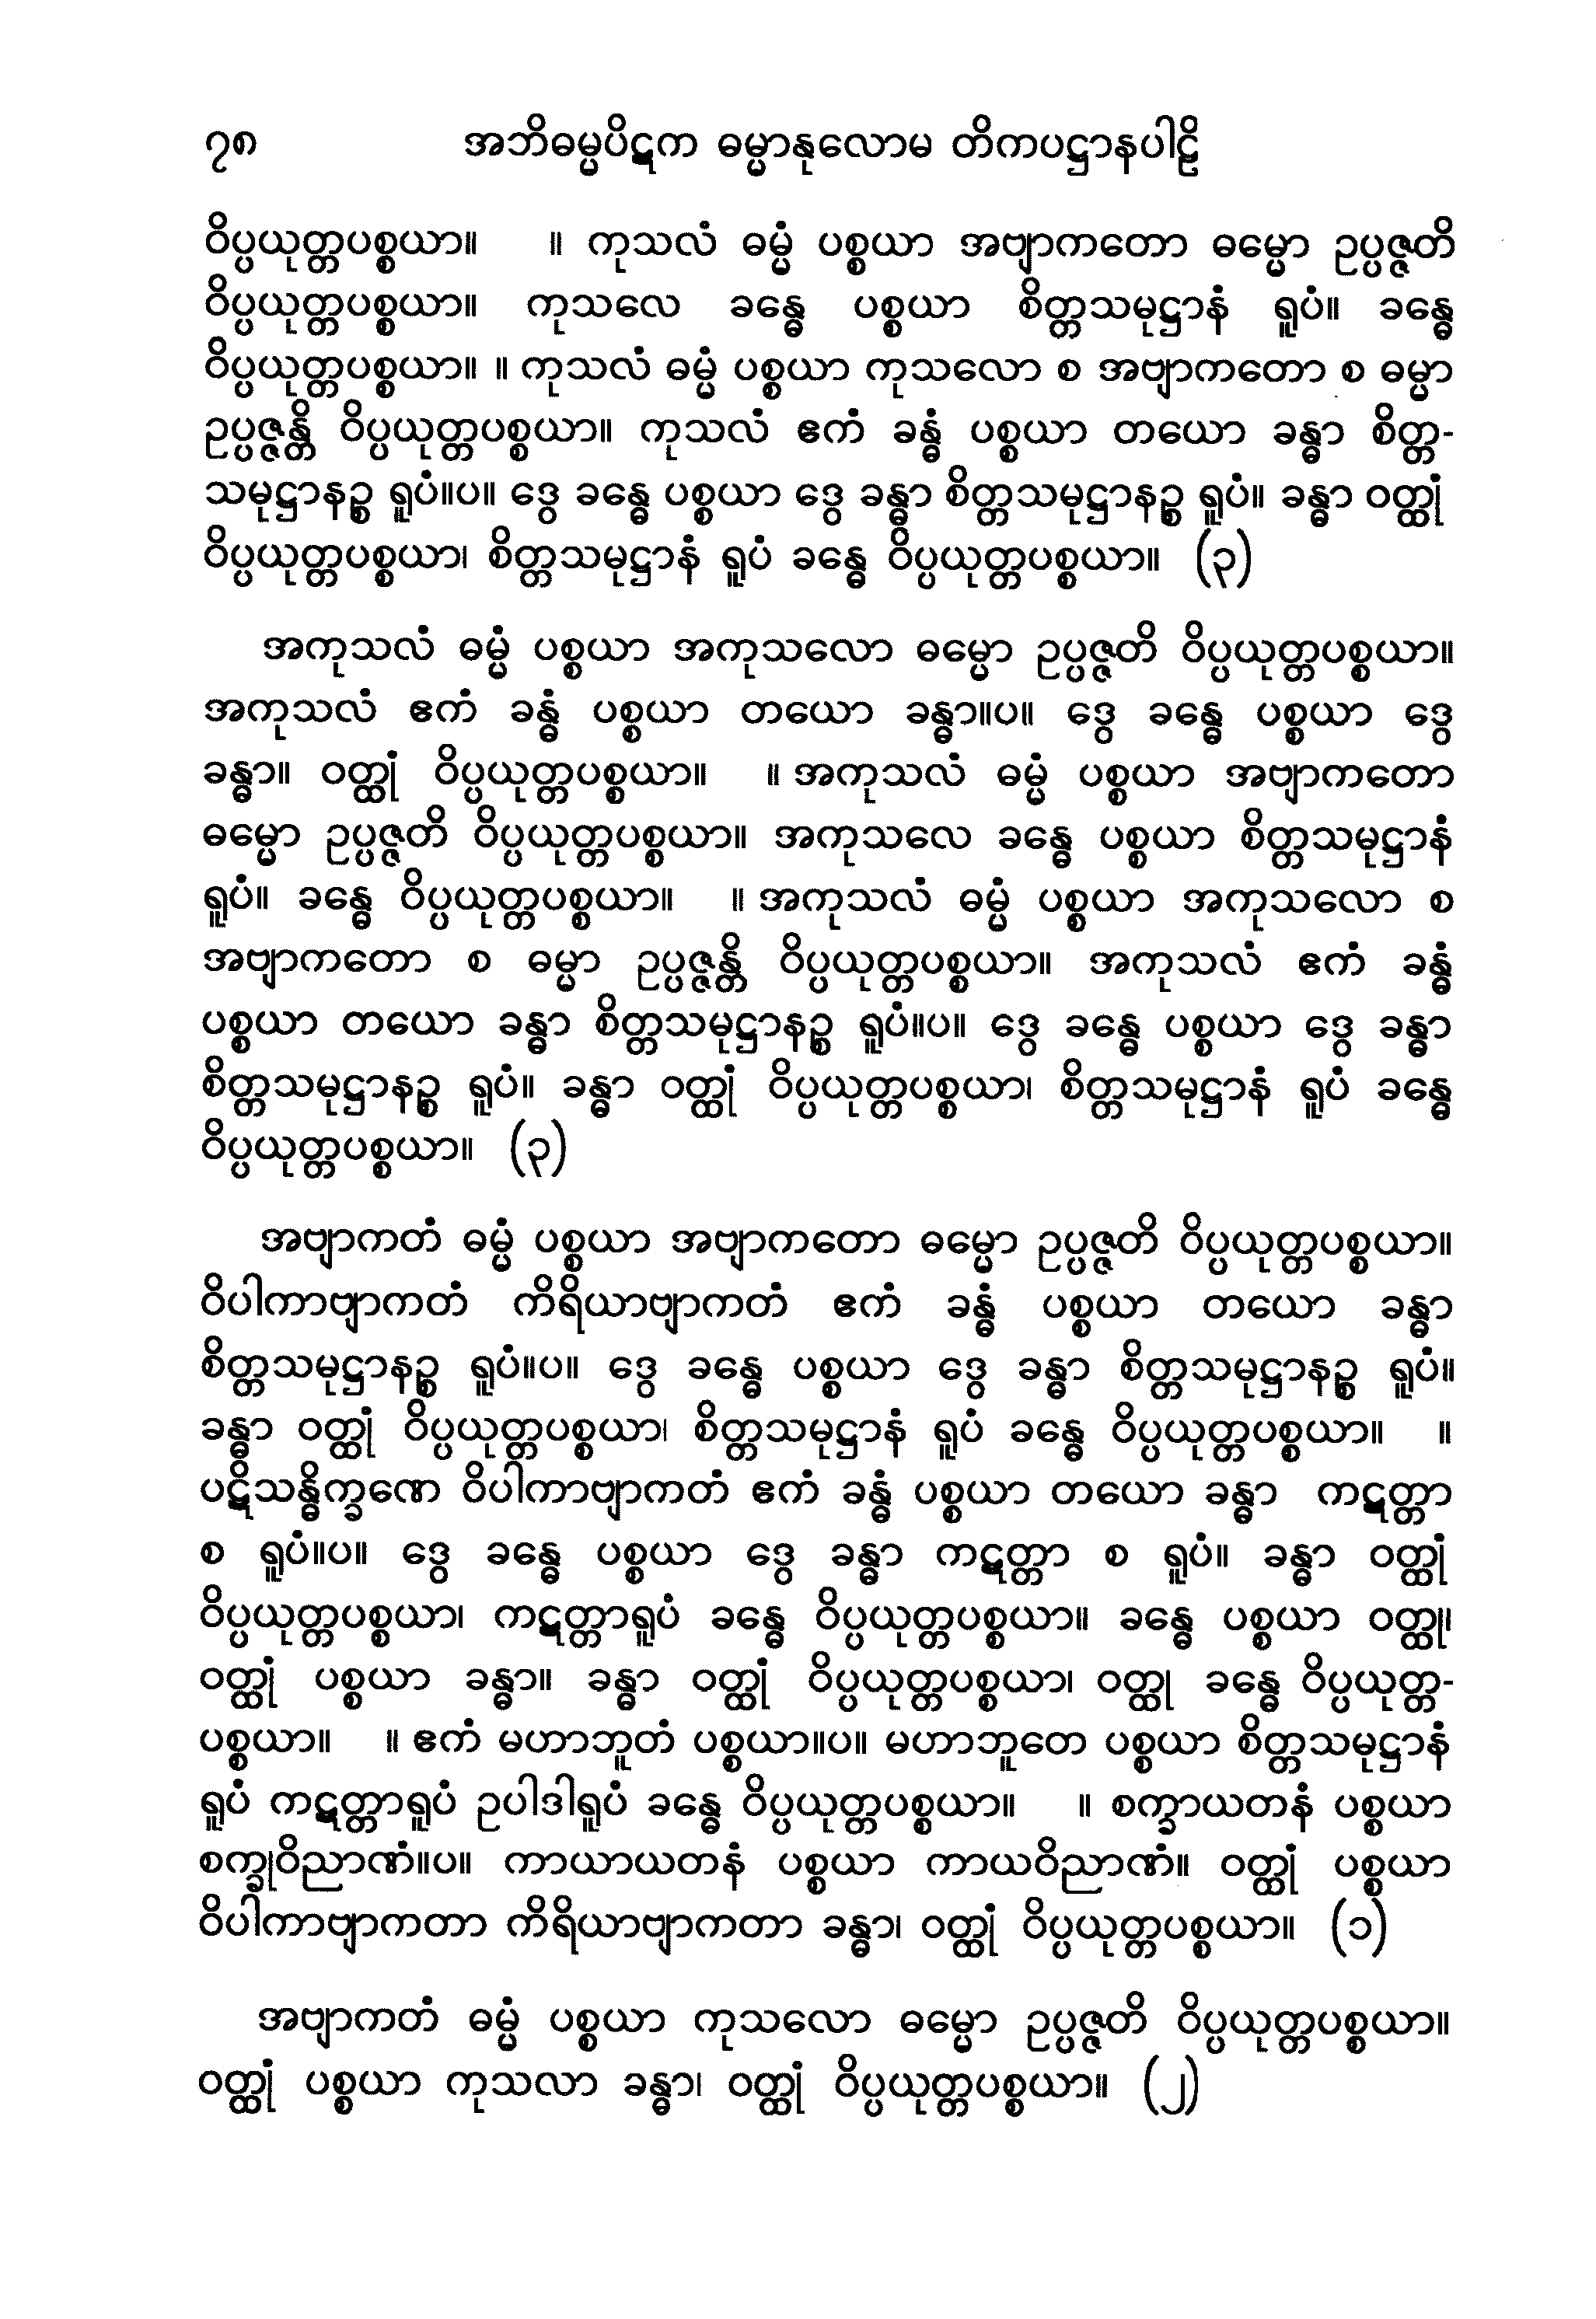 ၇၈ အဘိဓမ္မပိဋက ဓမ္မာနုလောမ တိကပဋ္ဌာနပါဠိ
ဝိပ္ပယုတ္တပစ္စယာ။ ။ ကုသလံ ဓမ္မံ ပစ္စယာ အဗျာကတော ဓမ္မော ဥပ္ပဇ္ဇတိ
ဝိပ္ပယုတ္တပစ္စယာ။ ကုသလေ ခန္ဓေ ပစ္စယာ စိတ္တသမုဋ္ဌာနံ ရူပံ။ ခန္ဓေ
ဝိပ္ပယုတ္တပစ္စယာ။ ။ ကုသလံ ဓမ္မံ ပစ္စယာ ကုသလော စ အဗျာကတော စ ဓမ္မာ
ဥပ္ပဇ္ဇန္တိ ဝိပ္ပယုတ္တပစ္စယာ။ ကုသလံ ဧကံ ခန္ဓံ ပစ္စယာ တယော ခန္ဓာ စိတ္တ-
သမုဋ္ဌာနဉ္စ ရူပံ။ပ။ ဒွေ ခန္ဓေ ပစ္စယာ ဒွေ ခန္ဓာ စိတ္တသမုဋ္ဌာနဉ္စ ရူပံ။ ခန္ဓာ ဝတ္ထုံ
ဝိပ္ပယုတ္တပစ္စယာ၊ စိတ္တသမုဋ္ဌာနံ ရူပံ ခန္ဓေ ဝိပ္ပယုတ္တပစ္စယာ။ (၃)
အကုသလံ ဓမ္မံ ပစ္စယာ အကုသလော ဓမ္မော ဥပ္ပဇ္ဇတိ ဝိပ္ပယုတ္တပစ္စယာ။
အကုသလံ ဧကံ ခန္ဓံ ပစ္စယာ တယော ခန္ဓာ။ပ။ ဒွေ ခန္ဓေ ပစ္စယာ ဒွေ
ခန္ဓာ။ ဝတ္ထုံ ဝိပ္ပယုတ္တပစ္စယာ။ ။ အကုသလံ ဓမ္မံ ပစ္စယာ အဗျာကတော
ဓမ္မော ဥပ္ပဇ္ဇတိ ဝိပ္ပယုတ္တပစ္စယာ။ အကုသလေ ခန္ဓေ ပစ္စယာ စိတ္တသမုဋ္ဌာနံ
ရူပံ။ ခန္ဓေ ဝိပ္ပယုတ္တပစ္စယာ။ ။ အကုသလံ ဓမ္မံ ပစ္စယာ အကုသလော စ
အဗျာကတော စ ဓမ္မာ ဥပ္ပဇ္ဇန္တိ ဝိပ္ပယုတ္တပစ္စယာ။ အကုသလံ ဧကံ ခန္ဓံ
ပစ္စယာ တယော ခန္ဓာ စိတ္တသမုဋ္ဌာနဉ္စ ရူပံ။ပ။ ဒွေ ခန္ဓေ ပစ္စယာ ဒွေ ခန္ဓာ
စိတ္တသမုဋ္ဌာနဉ္စ ရူပံ။ ခန္ဓာ ဝတ္ထုံ ဝိပ္ပယုတ္တပစ္စယာ၊ စိတ္တသမုဋ္ဌာနံ ရူပံ ခန္ဓေ
ဝိပ္ပယုတ္တပစ္စယာ။ (၃)
အဗျာကတံ ဓမ္မံ ပစ္စယာ အဗျာကတော ဓမ္မော ဥပ္ပဇ္ဇတိ ဝိပ္ပယုတ္တပစ္စယာ။
ဝိပါကာဗျာကတံ ကိရိယာဗျာကတံ ဧကံ ခန္ဓံ ပစ္စယာ တယော ခန္ဓာ
စိတ္တသမုဋ္ဌာနဉ္စ ရူပံ။ပ။ ဒွေ ခန္ဓေ ပစ္စယာ ဒွေ ခန္ဓာ စိတ္တသမုဋ္ဌာနဉ္စ ရူပံ။
ခန္ဓာ ဝတ္ထုံ ဝိပ္ပယုတ္တပစ္စယာ၊ စိတ္တသမုဋ္ဌာနံ ရူပံ ခန္ဓေ ဝိပ္ပယုတ္တပစ္စယာ။ ။
ပဋိသန္ဓိက္ခဏေ ဝိပါကာဗျာကတံ ဧကံ ခန္ဓံ ပစ္စယာ တယော ခန္ဓာ ကဋတ္တာ
စ ရူပံ။ပ။ ဒွေ ခန္ဓေ ပစ္စယာ ဒွေ ခန္ဓာ ကဋတ္တာ စ ရူပံ။ ခန္ဓာ ဝတ္ထုံ
ဝိပ္ပယုတ္တပစ္စယာ၊ ကဋတ္တာရူပံ ခန္ဓေ ဝိပ္ပယုတ္တပစ္စယာ။ ခန္ဓေ ပစ္စယာ ဝတ္ထု၊
ဝတ္ထုံ ပစ္စယာ ခန္ဓာ။ ခန္ဓာ ဝတ္ထုံ ဝိပ္ပယုတ္တပစ္စယာ၊ ဝတ္ထု ခန္ဓေ ဝိပ္ပယုတ္တ-
ပစ္စယာ။ ။ ဧကံ မဟာဘူတံ ပစ္စယာ။ပ။ မဟာဘူတေ ပစ္စယာ စိတ္တသမုဋ္ဌာနံ
ရူပံ ကဋတ္တာရူပံ ဥပါဒါရူပံ ခန္ဓေ ဝိပ္ပယုတ္တပစ္စယာ။ ။ စက္ခာယတနံ ပစ္စယာ
စက္ခုဝိညာဏံ။ပ။ ကာယာယတနံ ပစ္စယာ ကာယဝိညာဏံ။ ဝတ္ထုံ ပစ္စယာ
ဝိပါကာဗျာကတာ ကိရိယာဗျာကတာ ခန္ဓာ၊ ဝတ္ထုံ ဝိပ္ပယုတ္တပစ္စယာ။ (၁)
အဗျာကတံ ဓမ္မံ ပစ္စယာ ကုသလော ဓမ္မော ဥပ္ပဇ္ဇတိ ဝိပ္ပယုတ္တပစ္စယာ။
ဝတ္ထုံ ပစ္စယာ ကုသလာ ခန္ဓာ၊ ဝတ္ထုံ ဝိပ္ပယုတ္တပစ္စယာ။ (၂)